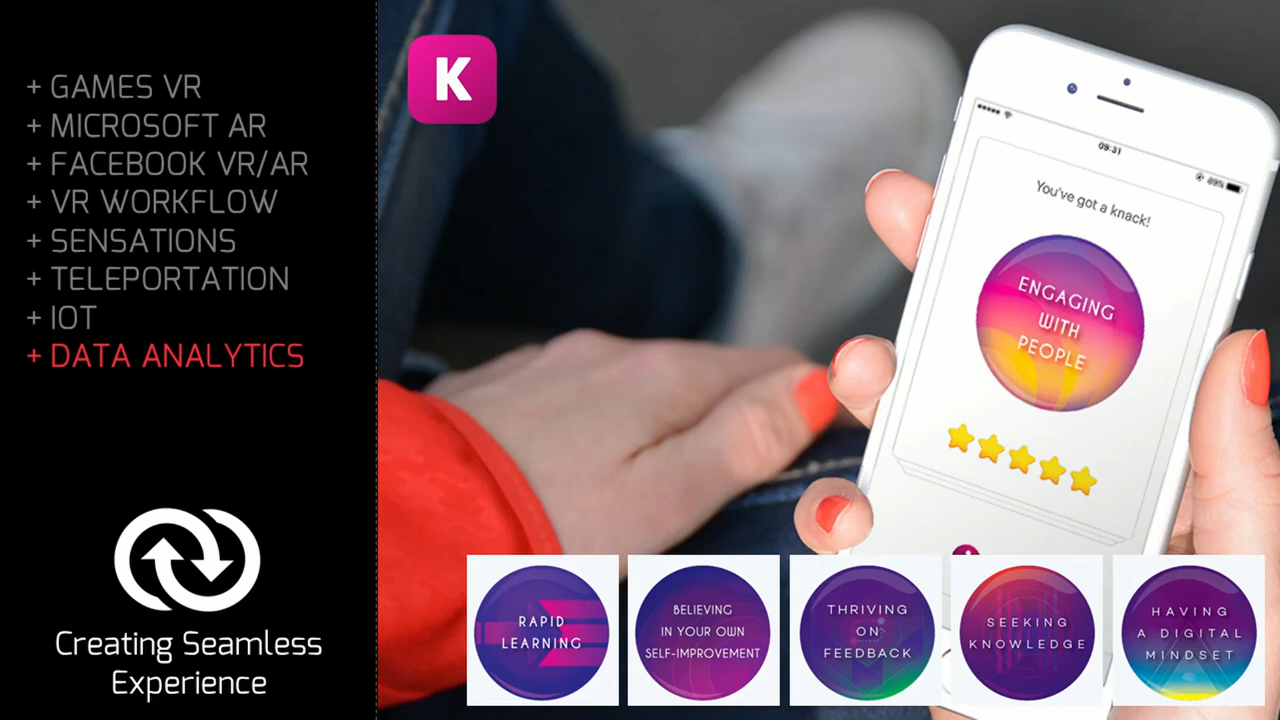 + GAMES VR
+ MICROSOFT AR
+ FACEBOOK VR/AR
+ VR WORKFLOW
+ SENSATIONS
+ TELEPORTATION
+ IOT
+ DATA ANALYTICS
Creating Seamless
Experience
K
09:31
89%
You've got a knack!
ENGAGING
WITH
PEOPLE
RAPID
LEARNING
BELIEVING
IN YOUR OWN
SELF-IMPROVEMENT
THRIVING
ON
FEEDBACK
SEEKING
KNOWLEDGE
HAVING
A DIGITAL
MINDSET